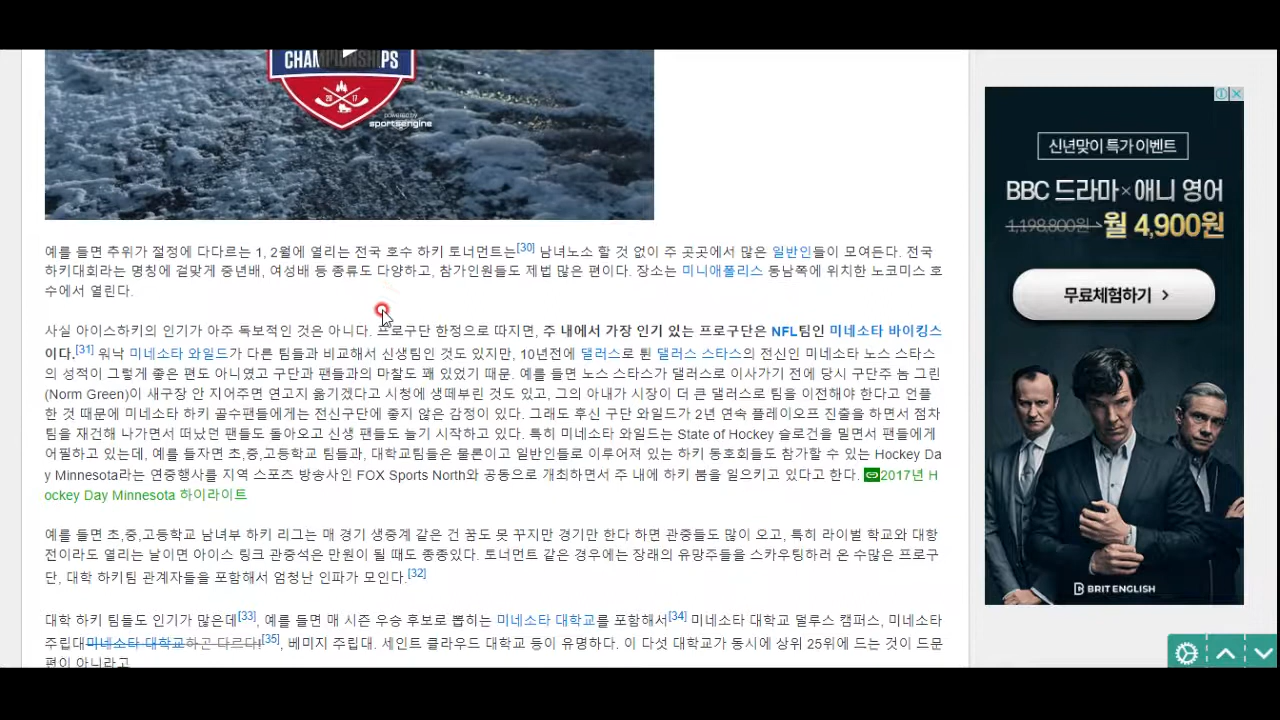 CHAMPIONSHIPS
20 17
powered by
sportsengine
예를 들면 추위가 절정에 다다르는 1, 2월에 열리는 전국 호수 하키 토너먼트는[30] 남녀노소 할 것 없이 주 곳곳에서 많은 일반인들이 모여든다. 전국
하키대회라는 명칭에 걸맞게 중년배, 여성배 등 종류도 다양하고, 참가인원들도 제법 많은 편이다. 장소는 미니애폴리스 동남쪽에 위치한 노코미스 호
수에서 열린다.
사실 아이스하키의 인기가 아주 독보적인 것은 아니다. 프로구단 한정으로 따지면, 주 내에서 가장 인기 있는 프로구단은 NFL팀인 미네소타 바이킹스
이다.[31] 워낙 미네소타 와일드가 다른 팀들과 비교해서 신생팀인 것도 있지만, 10년전에 댈러스로 튄 댈러스 스타스의 전신인 미네소타 노스 스타스
의 성적이 그렇게 좋은 편도 아니였고 구단과 팬들과의 마찰도 꽤 있었기 때문. 예를 들면 노스 스타스가 댈러스로 이사가기 전에 당시 구단주 놈 그린
(Norm Green)이 새구장 안 지어주면 연고지 옮기겠다고 시청에 생떼부린 것도 있고, 그의 아내가 시장이 더 큰 댈러스로 팀을 이전해야 한다고 언플
한 것 때문에 미네소타 하키 골수팬들에게는 전신구단에 좋지 않은 감정이 있다. 그래도 후신 구단 와일드가 2년 연속 플레이오프 진출을 하면서 점차
팀을 재건해 나가면서 떠났던 팬들도 돌아오고 신생 팬들도 늘기 시작하고 있다. 특히 미네소타 와일드는 State of Hockey 슬로건을 밀면서 팬들에게
어필하고 있는데, 예를 들자면 초,중,고등학교 팀들과, 대학교팀들은 물론이고 일반인들로 이루어져 있는 하키 동호회들도 참가할 수 있는 Hockey Da
y Minnesota라는 연중행사를 지역 스포츠 방송사인 FOX Sports North와 공동으로 개최하면서 주 내에 하키 붐을 일으키고 있다고 한다. 2017년 H
ockey Day Minnesota 하이라이트
예를 들면 초,중,고등학교 남녀부 하키 리그는 매 경기 생중계 같은 건 꿈도 못 꾸지만 경기만 한다 하면 관중들도 많이 오고, 특히 라이벌 학교와 대항
전이라도 열리는 날이면 아이스 링크 관중석은 만원이 될 때도 종종있다. 토너먼트 같은 경우에는 장래의 유망주들을 스카우팅하러 온 수많은 프로구
단, 대학 하키팀 관계자들을 포함해서 엄청난 인파가 모인다.[32]
대학 하키 팀들도 인기가 많은데[33], 예를 들면 매 시즌 우승 후보로 뽑히는 미네소타 대학교를 포함해서[34] 미네소타 대학교 덜루스 캠퍼스, 미네소타
주립대미네소타 대학교하곤 다르다![35], 베미지 주립대. 세인트 클라우드 대학교 등이 유명하다. 이 다섯 대학교가 동시에 상위 25위에 드는 것이 드문
편이 아니라고
신년맞이 특가 이벤트
BBC 드라마×애니 영어
1,198,800원 > 월 4,900원
무료체험하기 >
BRIT ENGLISH